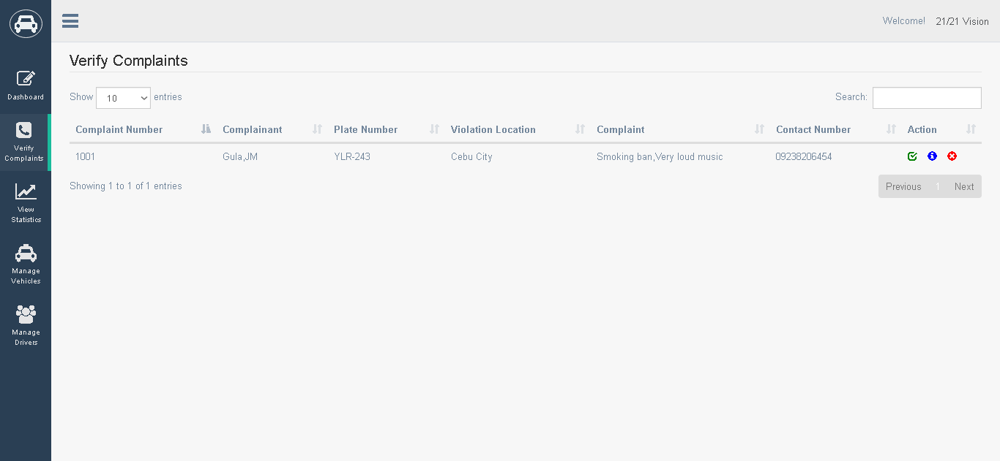 Welcome! 21/21 Vision
Dashboard
Verify
Complaints
View
Statistics
Manage
Vehicles
Manage
Drivers
Verify Complaints
Show 10 entries
Search:
Complaint Number Complainant Plate Number Violation Location Complaint Contact Number Action
1001 Gula,JM YLR-243 Cebu City Smoking ban,Very loud music 09238206454
Showing 1 to 1 of 1 entries
Previous 1 Next